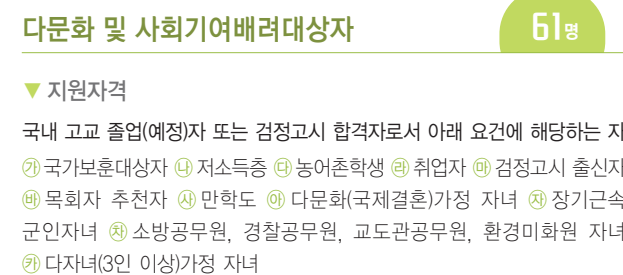 다문화 및 사회기여배려대상자 61명
▼ 지원자격
국내 고교 졸업(예정)자 또는 검정고시 합격자로서 아래 요건에 해당하는 자
㉮ 국가보훈대상자 ㉯ 저소득층 ㉰ 농어촌학생 ㉱ 취업자 ㉲ 검정고시 출신자
㉳ 목회자 추천자 ㉴ 만학도 ㉵ 다문화(국제결혼)가정 자녀 ㉶ 장기근속
군인자녀 ㉷ 소방공무원, 경찰공무원, 교도관공무원, 환경미화원 자녀
㉸ 다자녀(3인 이상)가정 자녀